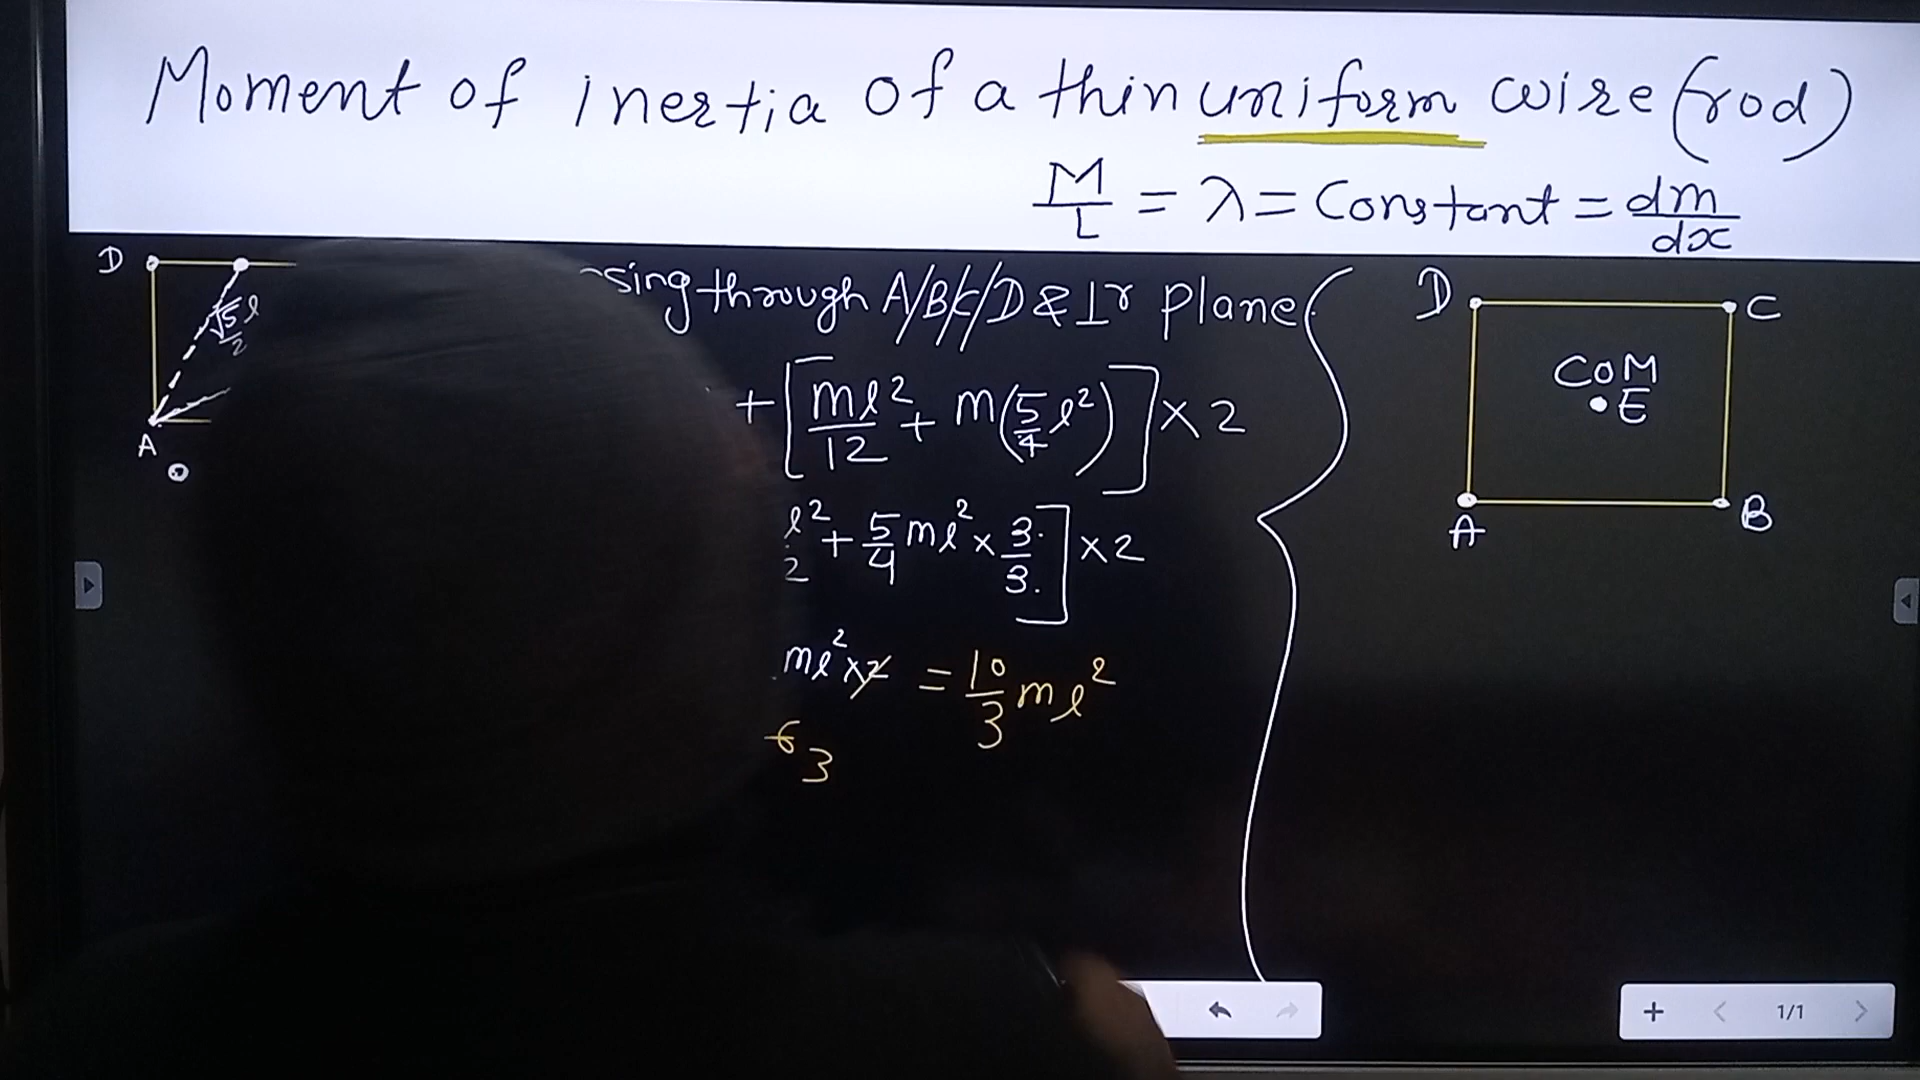 Moment of inertia of a thin uniform wire (rod)
M/L = λ = Constant = dm/dx
D
√5/2 l
A
sing through A/B/C/D & ⊥r plane
+ [ml²/12 + m(5/4 l²)] × 2
l²/2 + 5/4 ml² × 3/3] × 2
ml² × 2 = 10/3 ml²
6 3
D C
COM
E
A B
1/1